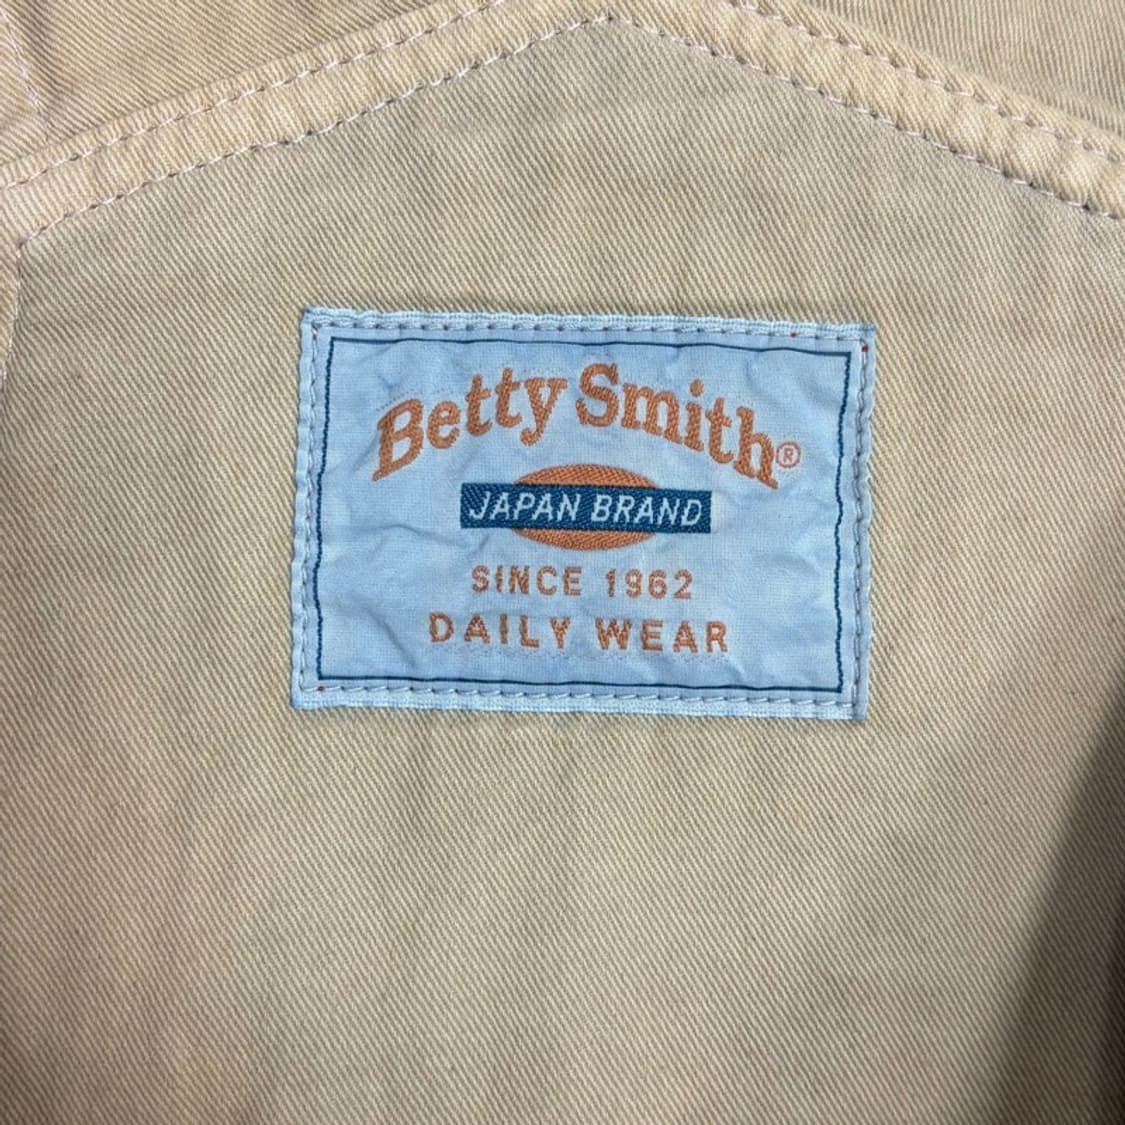 Betty Smith®
JAPAN BRAND
SINCE 1962
DAILY WEAR